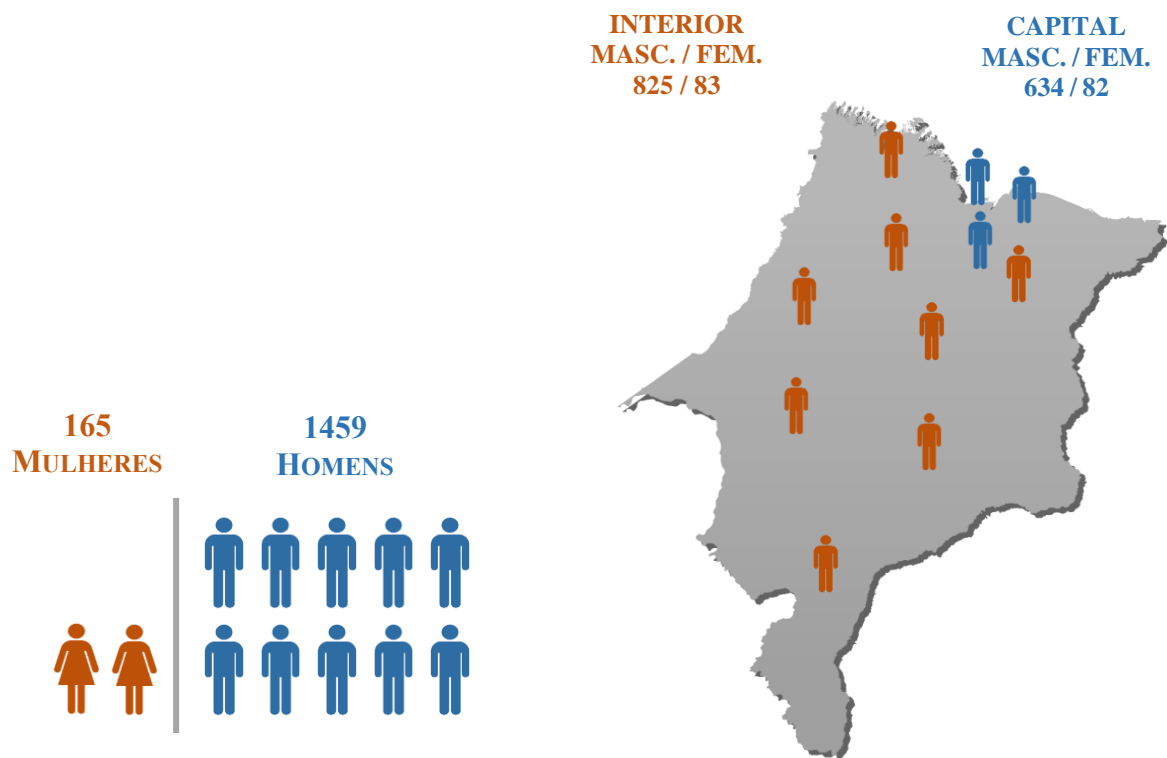 INTERIOR
MASC. / FEM.
825 / 83
CAPITAL
MASC. / FEM.
634 / 82
165
MULHERES
1459
HOMENS